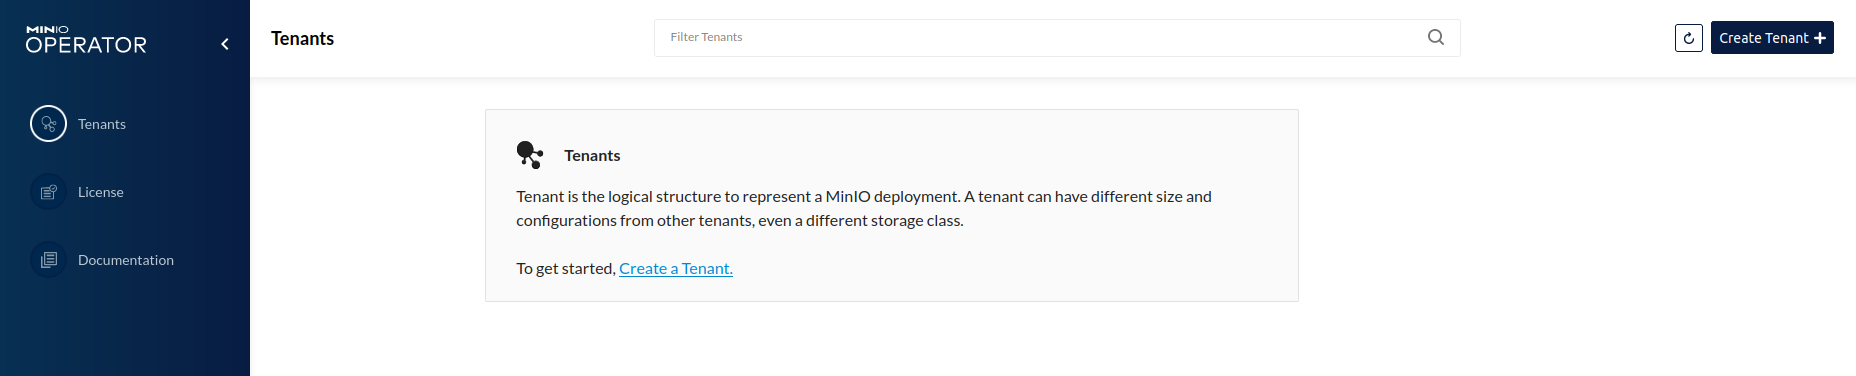 MINIO
OPERATOR
Tenants
License
Documentation
Tenants
Filter Tenants
Create Tenant
Tenants
Tenant is the logical structure to represent a MinIO deployment. A tenant can have different size and
configurations from other tenants, even a different storage class.
To get started, Create a Tenant.